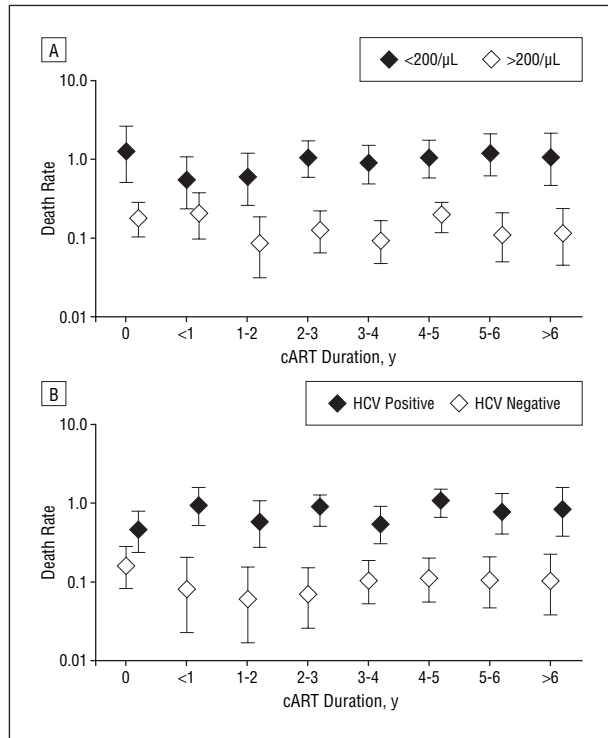 A
<200/μL >200/μL
10.0
1.0
0.1
0.01
Death Rate
0 <1 1-2 2-3 3-4 4-5 5-6 >6
cART Duration, y
B
HCV Positive HCV Negative
10.0
1.0
0.1
0.01
Death Rate
0 <1 1-2 2-3 3-4 4-5 5-6 >6
cART Duration, y